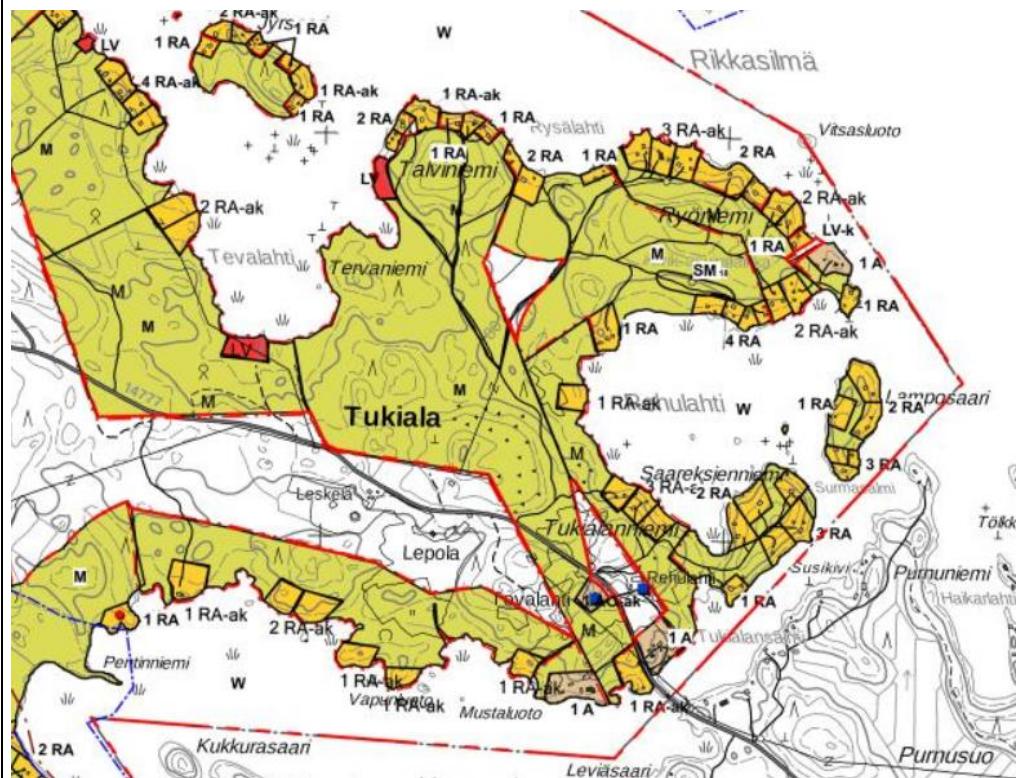 2 RA-ak
Jyrs
1 RA
1 RA
LV
W
Rikkasilmä
4 RA-ak
1 RA-ak
1 RA-ak
1 RA
2 RA
1 RA
Rysälahti
3 RA-ak
Vitsasluoto
M
1 RA
Talviniemi
2 RA
1 RA
2 RA
LV
2 RA-ak
2 RA-ak
M
Ryöniemi
LV-k
Tevalahti
Tervaniemi
1 RA
M
SM 18
1 A
M
1 RA
1 RA
4 RA
2 RA-ak
M
14777
M
M
1 RA-ak
W
1 RA
2 RA
Lamposaari
Tukiala
M
Saareksienniemi
3 RA
2 RA
Surmasalmi
Leskelä
Tukialanniemi
3 RA
Lepola
Susikivi
Purnuniemi
Haikarlahti
M
Rehulahti
1 RA
1 RA
1 RA-ak
2 RA-ak
M
1 A
Pentinniemi
W
1 RA-ak
1 RA-ak
Mustaluoto
1 RA-ak
1 A
1 RA-ak
2 RA
Kukkurasaari
Leviäsaari
Purnusuo